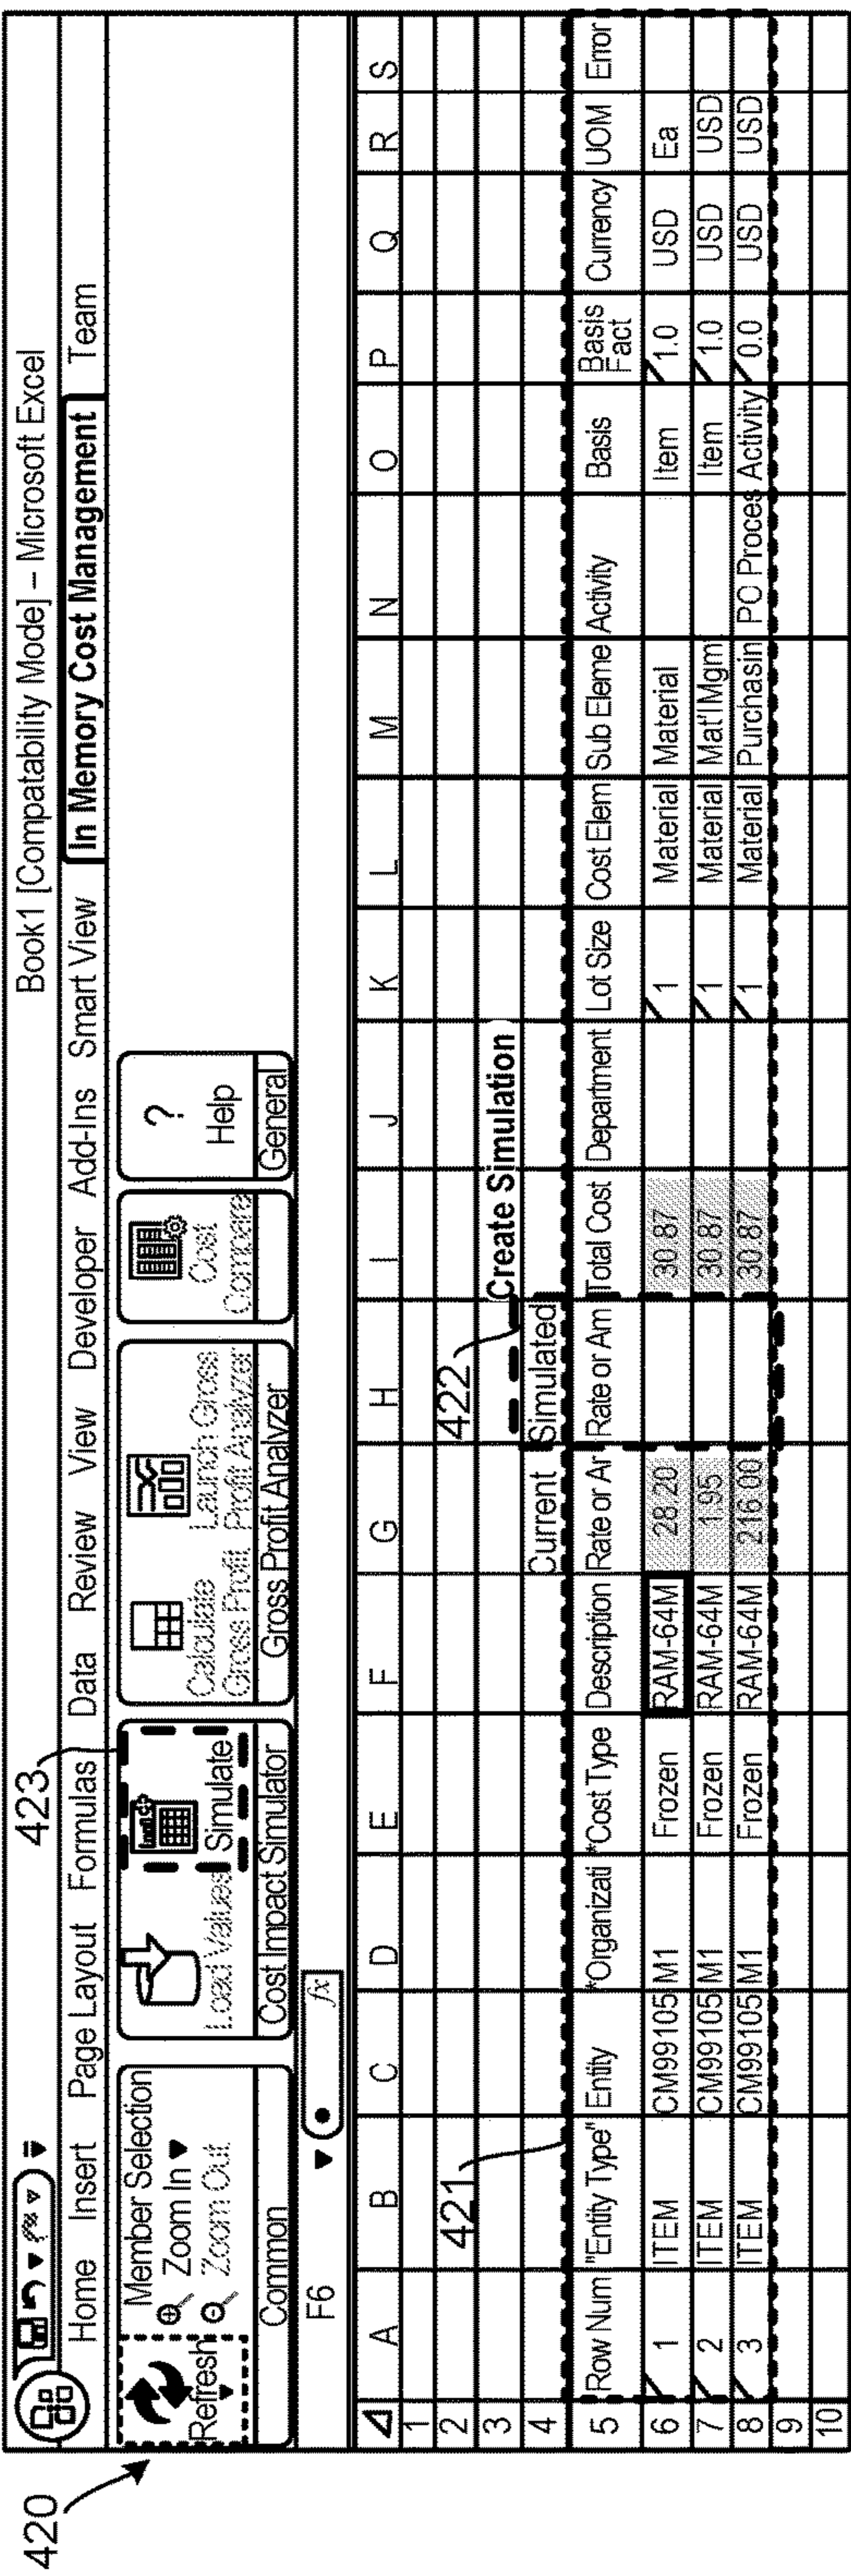 420
423
Book1 [Compatability Mode] – Microsoft Excel
Home Insert Page Layout Formulas Data Review View Developer Add-Ins Smart View In Memory Cost Management Team
Refresh
Member Selection
Zoom In
Zoom Out
Common
Load Values
Simulate
Cost Impact Simulator
Calculate Gross Profit
Launch Gross Profit Analyzer
Gross Profit Analyzer
Cost Compare
? Help
General
F6 fx
A B C D E F G H I J K L M N O P Q R S
1
2 421 422
3 Create Simulation
4 Current Simulated
5 Row Num "Entity Type" Entity *Organizati *Cost Type Description Rate or Ar Rate or Am Total Cost Department Lot Size Cost Elem Sub Eleme Activity Basis Basis Fact Currency UOM Error
6 1 ITEM CM99105 M1 Frozen RAM-64M 28.20 30.87 1 Material Material Item 1.0 USD Ea
7 2 ITEM CM99105 M1 Frozen RAM-64M 1.95 30.87 1 Material Mat'lMgmt Item 1.0 USD USD
8 3 ITEM CM99105 M1 Frozen RAM-64M 216.00 30.87 1 Material Purchasin PO Proces Activity 0.0 USD USD
9
10